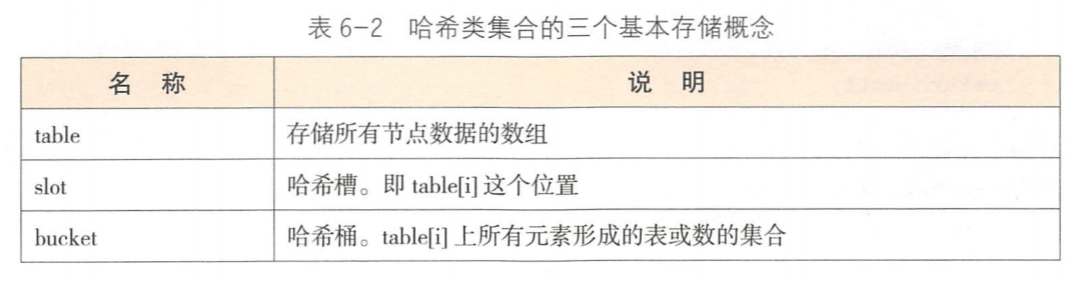 表 6-2 哈希类集合的三个基本存储概念
名 称 说 明
table 存储所有节点数据的数组
slot 哈希槽。即 table[i] 这个位置
bucket 哈希桶。table[i] 上所有元素形成的表或数的集合